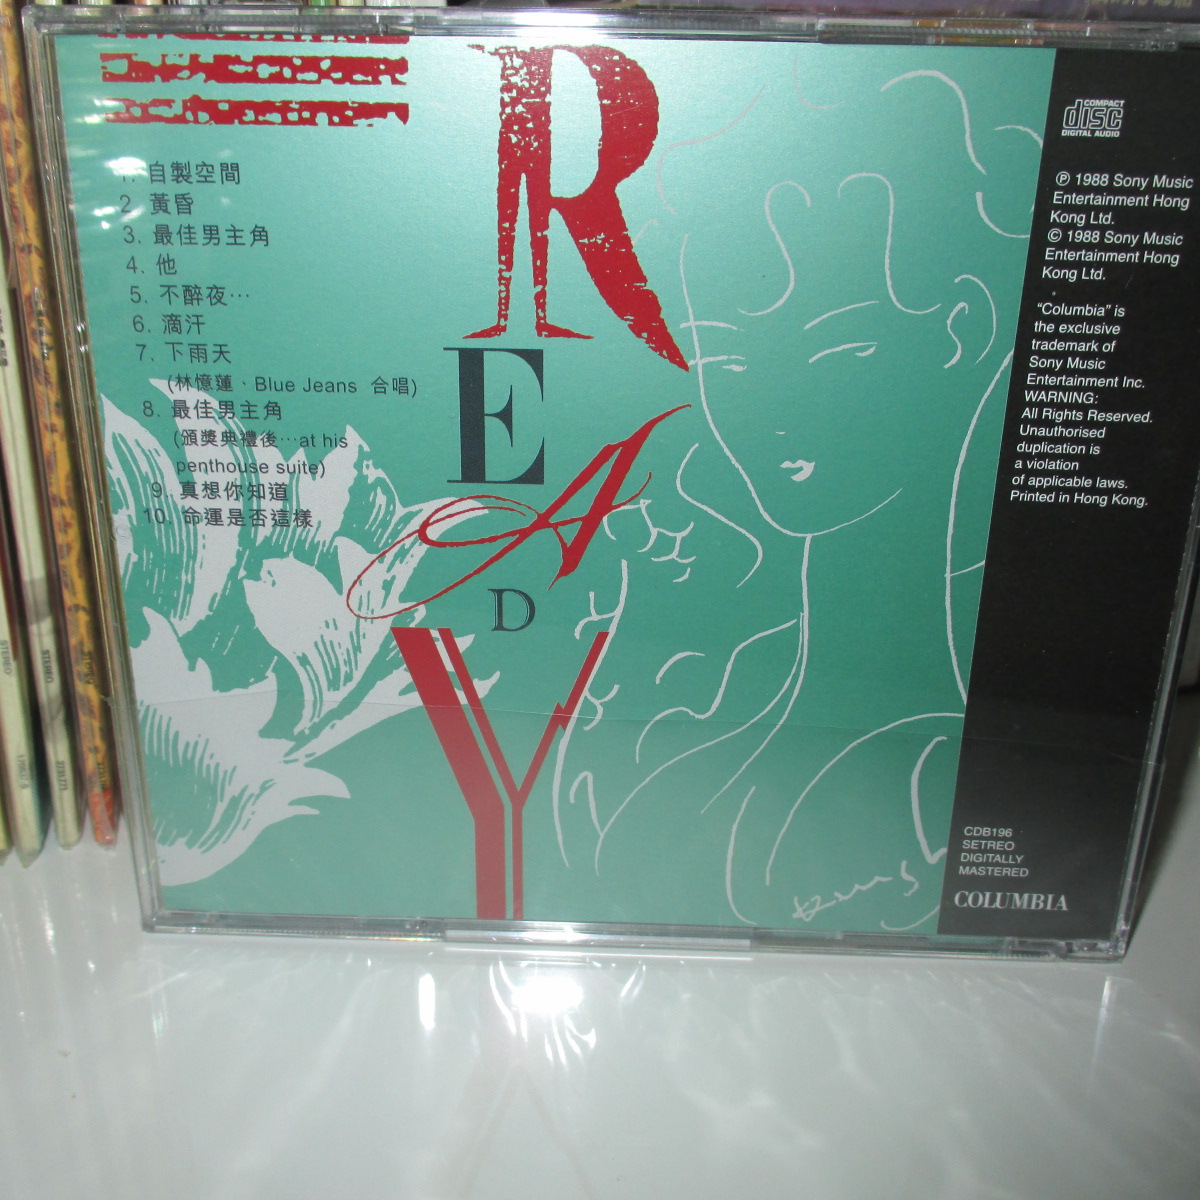 1. 自製空間
2. 黃昏
3. 最佳男主角
4. 他
5. 不醉夜…
6. 滴汗
7. 下雨天
(林憶蓮、Blue Jeans 合唱)
8. 最佳男主角
(頒獎典禮後…at his
penthouse suite)
9. 真想你知道
10. 命運是否這樣
R
E
A
D
Y
COMPACT
disc
DIGITAL AUDIO
℗ 1988 Sony Music
Entertainment Hong
Kong Ltd.
© 1988 Sony Music
Entertainment Hong
Kong Ltd.
“Columbia” is
the exclusive
trademark of
Sony Music
Entertainment Inc.
WARNING:
All Rights Reserved.
Unauthorised
duplication is
a violation
of applicable laws.
Printed in Hong Kong.
CDB196
SETREO
DIGITALLY
MASTERED
COLUMBIA
STEREO
STEREO